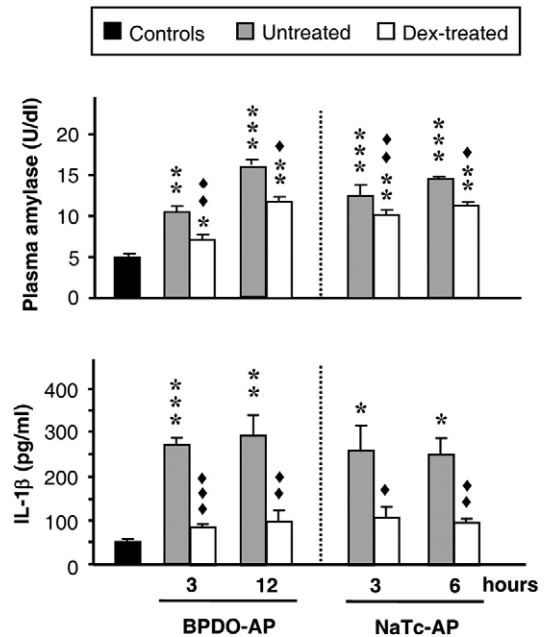 Controls Untreated Dex-treated
Plasma amylase (U/dl)
20
15
10
5
0
** ♦♦* *** ♦** *** ♦♦** *** ♦**
IL-1β (pg/ml)
400
300
200
100
0
*** ♦♦♦ ** ♦♦ * ♦ * ♦♦
3 12 3 6 hours
BPDO-AP NaTc-AP